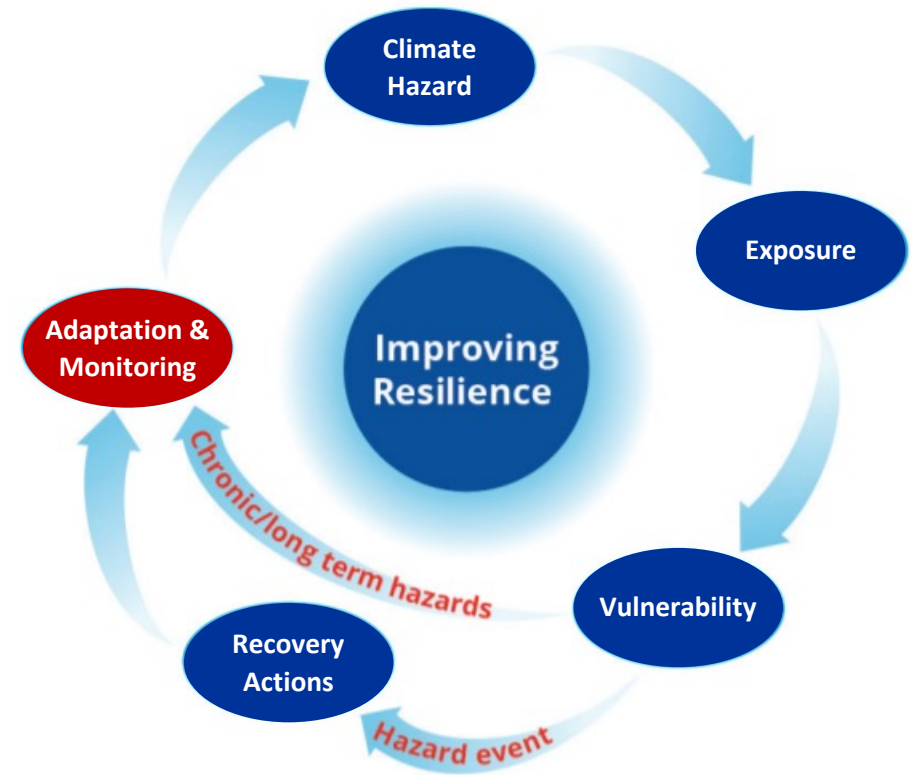 Climate
Hazard
Exposure
Adaptation &
Monitoring
Improving
Resilience
Chronic/long term hazards
Vulnerability
Recovery
Actions
Hazard event